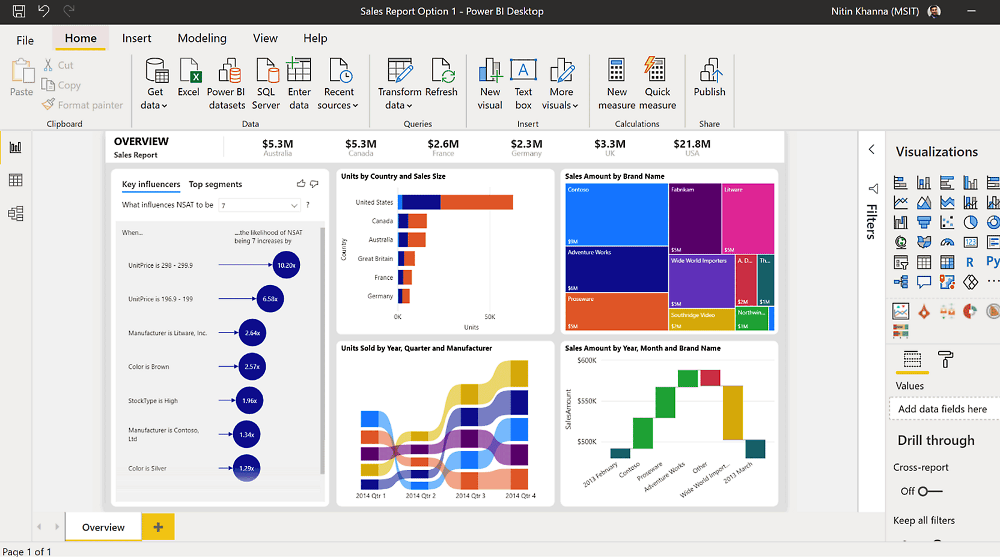 Sales Report Option 1 - Power BI Desktop
Nitin Khanna (MSIT)
File
Home
Insert
Modeling
View
Help
Paste
Cut
Copy
Format painter
Clipboard
Get data
Excel
Power BI datasets
SQL Server
Enter data
Recent sources
Data
Transform data
Refresh
Queries
New visual
Text box
More visuals
Insert
New measure
Quick measure
Calculations
Publish
Share
OVERVIEW
Sales Report
$5.3M
Australia
$5.3M
Canada
$2.6M
France
$2.3M
Germany
$3.3M
UK
$21.8M
USA
Key influencers
Top segments
What influences NSAT to be
7
?
When...
....the likelihood of NSAT
being 7 increases by
UnitPrice is 298 - 299.9
10.20x
UnitPrice is 196.9 - 199
6.58x
Manufacturer is Litware, Inc.
2.64x
Color is Brown
2.57x
StockType is High
1.96x
Manufacturer is Contoso,
Ltd
1.34x
Color is Silver
1.29x
Units by Country and Sales Size
Country
United States
Canada
Australia
Great Britain
France
Germany
0K
50K
Units
Sales Amount by Brand Name
Contoso
$9M
Adventure Works
$6M
Proseware
$5M
Fabrikam
$5M
Litware
$5M
Wide World Importers
$5M
A. D...
$2M
Th...
$1M
Southridge Video
$2M
Northwin...
$1M
Units Sold by Year, Quarter and Manufacturer
2014 Qtr 1
2014 Qtr 2
2014 Qtr 3
2014 Qtr 4
Sales Amount by Year, Month and Brand Name
SalesAmount
$600K
$550K
$500K
2013 February
Contoso
Proseware
Adventure Works
Other
Wide World Import...
2013 March
Filters
Visualizations
123
R
Py
...
Values
Add data fields here
Drill through
Cross-report
Off
Keep all filters
Overview
+
Page 1 of 1